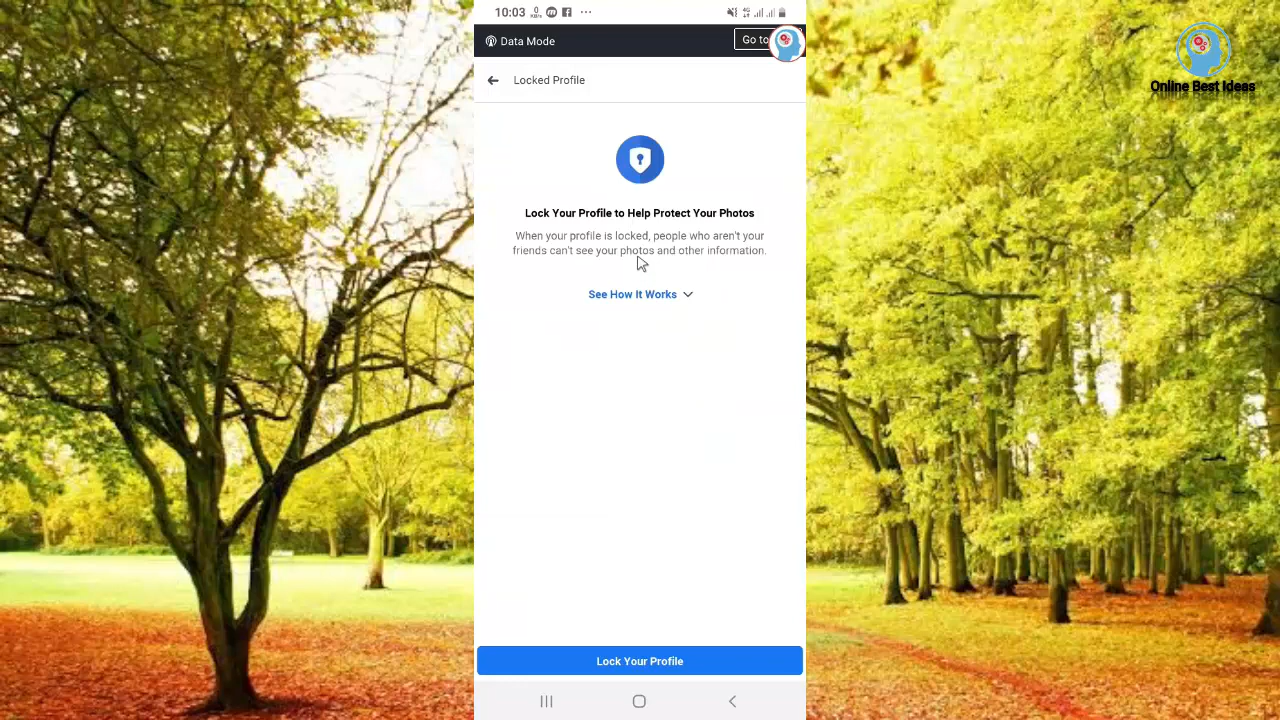 10:03
0
KB/s
Data Mode
Go to
Locked Profile
Lock Your Profile to Help Protect Your Photos
When your profile is locked, people who aren't your
friends can't see your photos and other information.
See How It Works
Lock Your Profile
Online Best Ideas